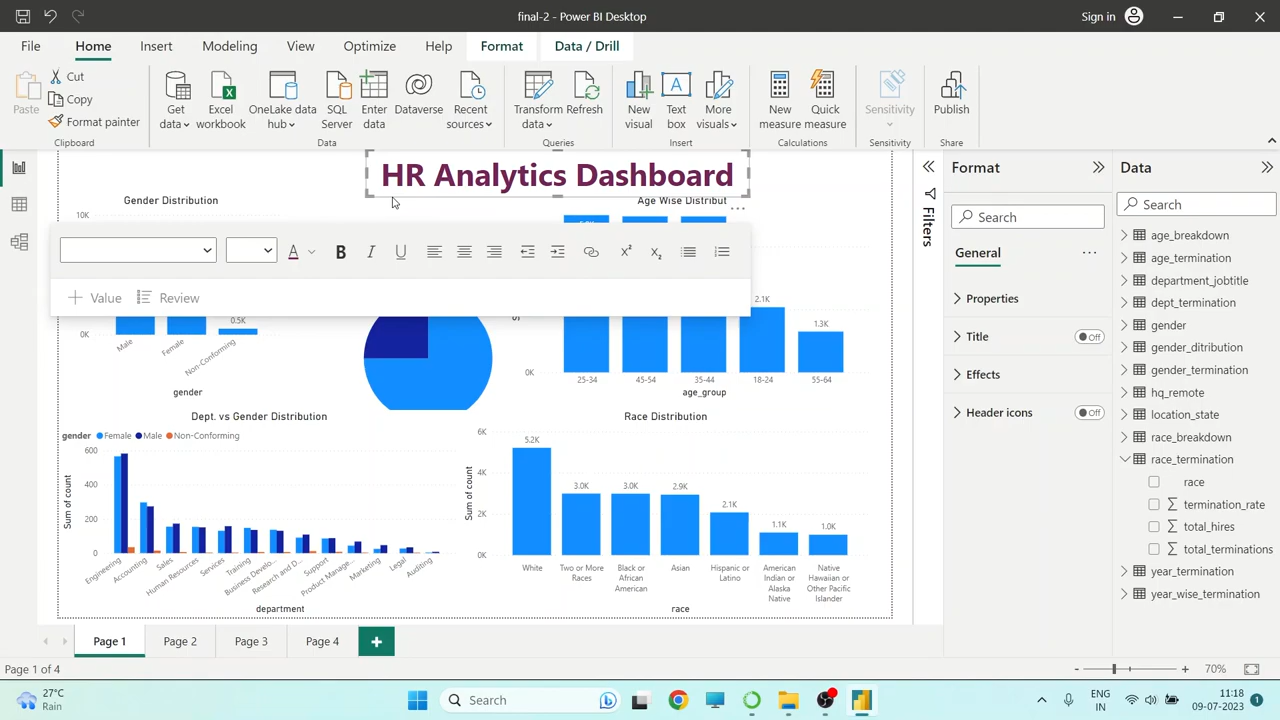 final-2 - Power BI Desktop
Sign in
File Home Insert Modeling View Optimize Help Format Data / Drill
Paste
Cut
Copy
Format painter
Clipboard
Get data
Excel workbook
OneLake data hub
SQL Server
Enter data
Dataverse
Recent sources
Data
Transform data
Refresh
Queries
New visual
Text box
More visuals
Insert
New measure
Quick measure
Calculations
Sensitivity
Sensitivity
Publish
Share
HR Analytics Dashboard
Gender Distribution
10K
Age Wise Distribut
B I U
+ Value Review
0K
0.5K
Male
Female
Non-Conforming
gender
2.1K
1.3K
0K
25-34 45-54 35-44 18-24 55-64
age_group
Dept. vs Gender Distribution
gender Female Male Non-Conforming
Sum of count
600
400
200
0
Engineering
Accounting
Sales
Human Resources
Services
Training
Business Develo...
Research and D...
Support
Product Manage...
Marketing
Legal
Auditing
department
Race Distribution
Sum of count
6K
4K
2K
0K
5.2K
3.0K
3.0K
2.9K
2.1K
1.1K
1.0K
White
Two or More Races
Black or African American
Asian
Hispanic or Latino
American Indian or Alaska Native
Native Hawaiian or Other Pacific Islander
race
Filters
Format
Search
General
Properties
Title Off
Effects
Header icons Off
Data
Search
age_breakdown
age_termination
department_jobtitle
dept_termination
gender
gender_ditribution
gender_termination
hq_remote
location_state
race_breakdown
race_termination
race
termination_rate
total_hires
total_terminations
year_termination
year_wise_termination
Page 1 Page 2 Page 3 Page 4 +
Page 1 of 4
- + 70%
27°C
Rain
Search
ENG
IN
11:18
09-07-2023
1